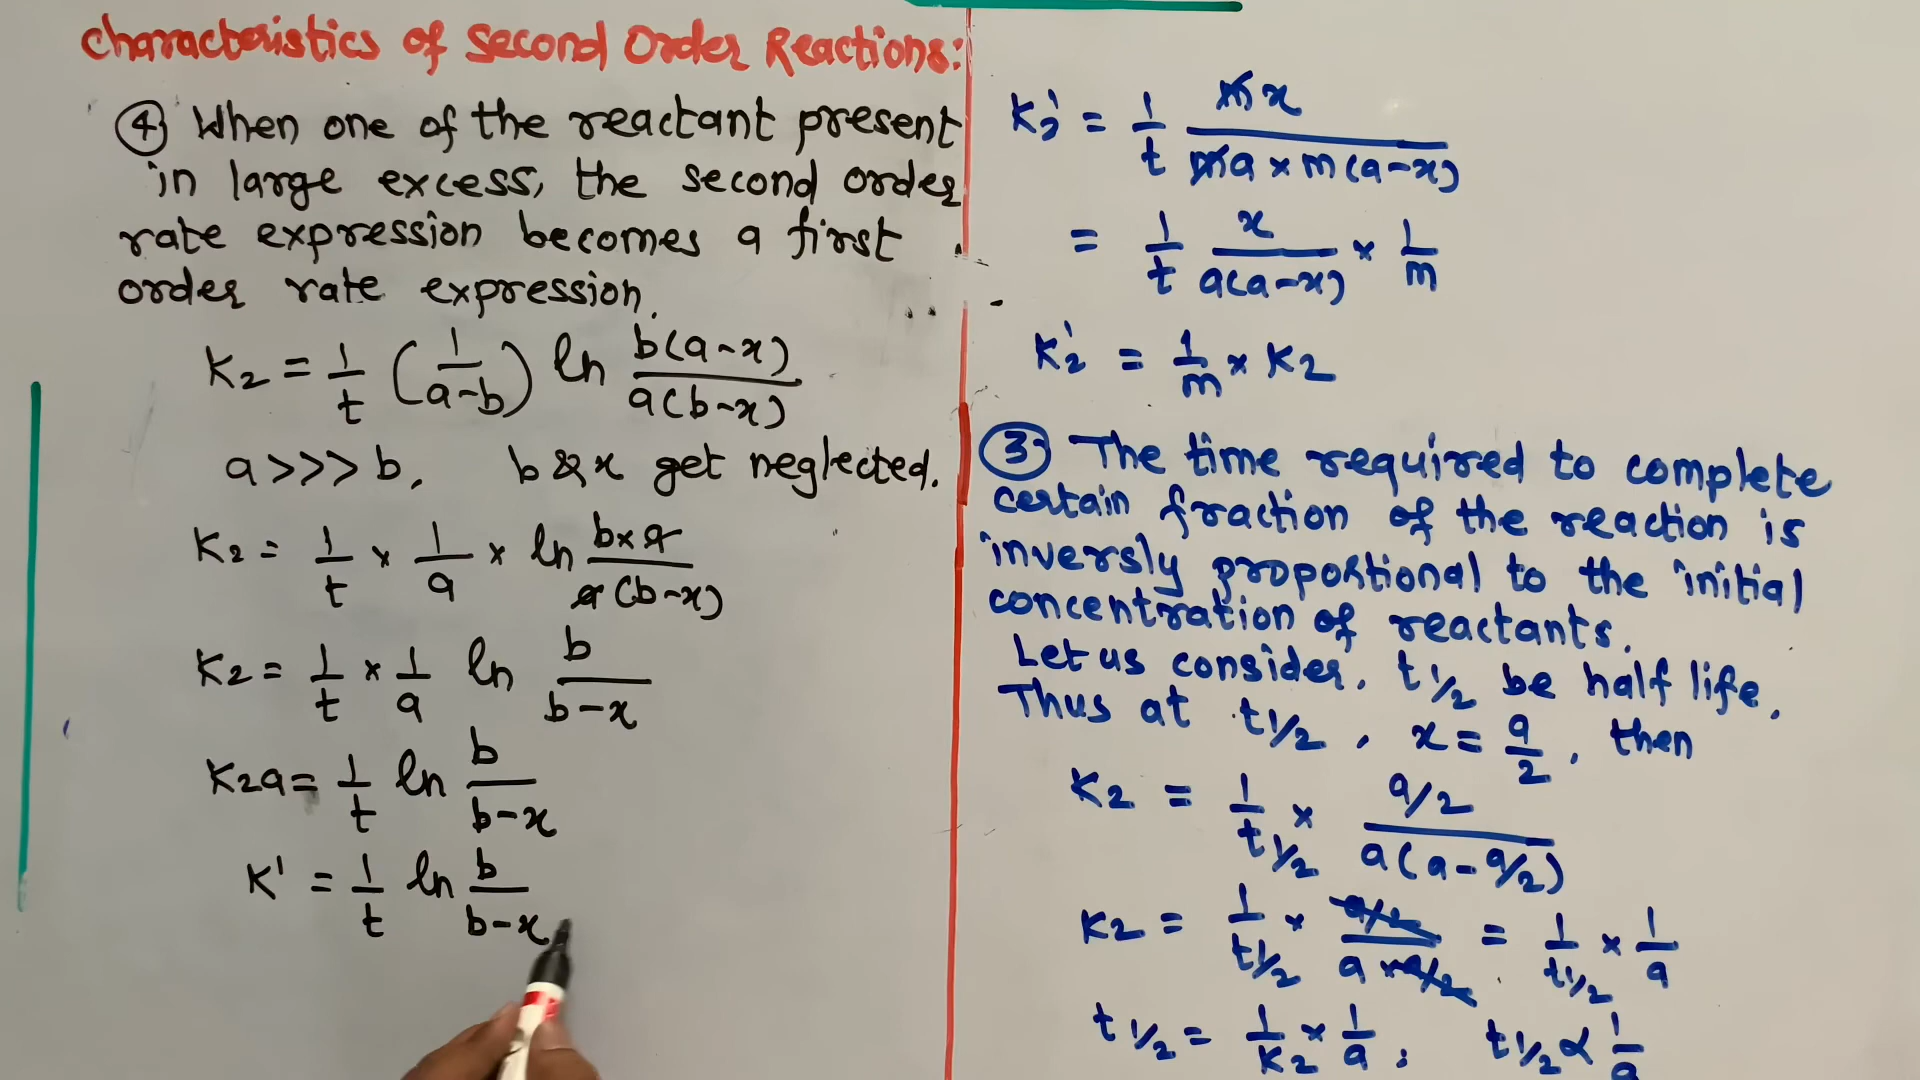 Characteristics of Second Order Reactions:
④ When one of the reactant present
in large excess, the second order
rate expression becomes a first
order rate expression.
K₂ = 1/t (1/(a-b)) ln b(a-x)/a(b-x)
a>>>b, b & x get neglected.
K₂ = 1/t × 1/a × ln b×a/a(b-x)
K₂ = 1/t × 1/a ln b/(b-x)
K₂a = 1/t ln b/(b-x)
K' = 1/t ln b/(b-x)
K₂' = 1/t mx/(ma × m(a-x))
= 1/t x/a(a-x) × 1/m
K₂' = 1/m × K₂
③ The time required to complete
certain fraction of the reaction is
inversly proportional to the initial
concentration of reactants.
Let us consider, t1/2 be half life.
Thus at t1/2, x = a/2, then
K₂ = 1/t1/2 × (a/2)/(a(a-a/2))
K₂ = 1/t1/2 × (a/2)/(a×a/2) = 1/t1/2 × 1/a
t1/2 = 1/K₂ × 1/a; t1/2 ∝ 1/a